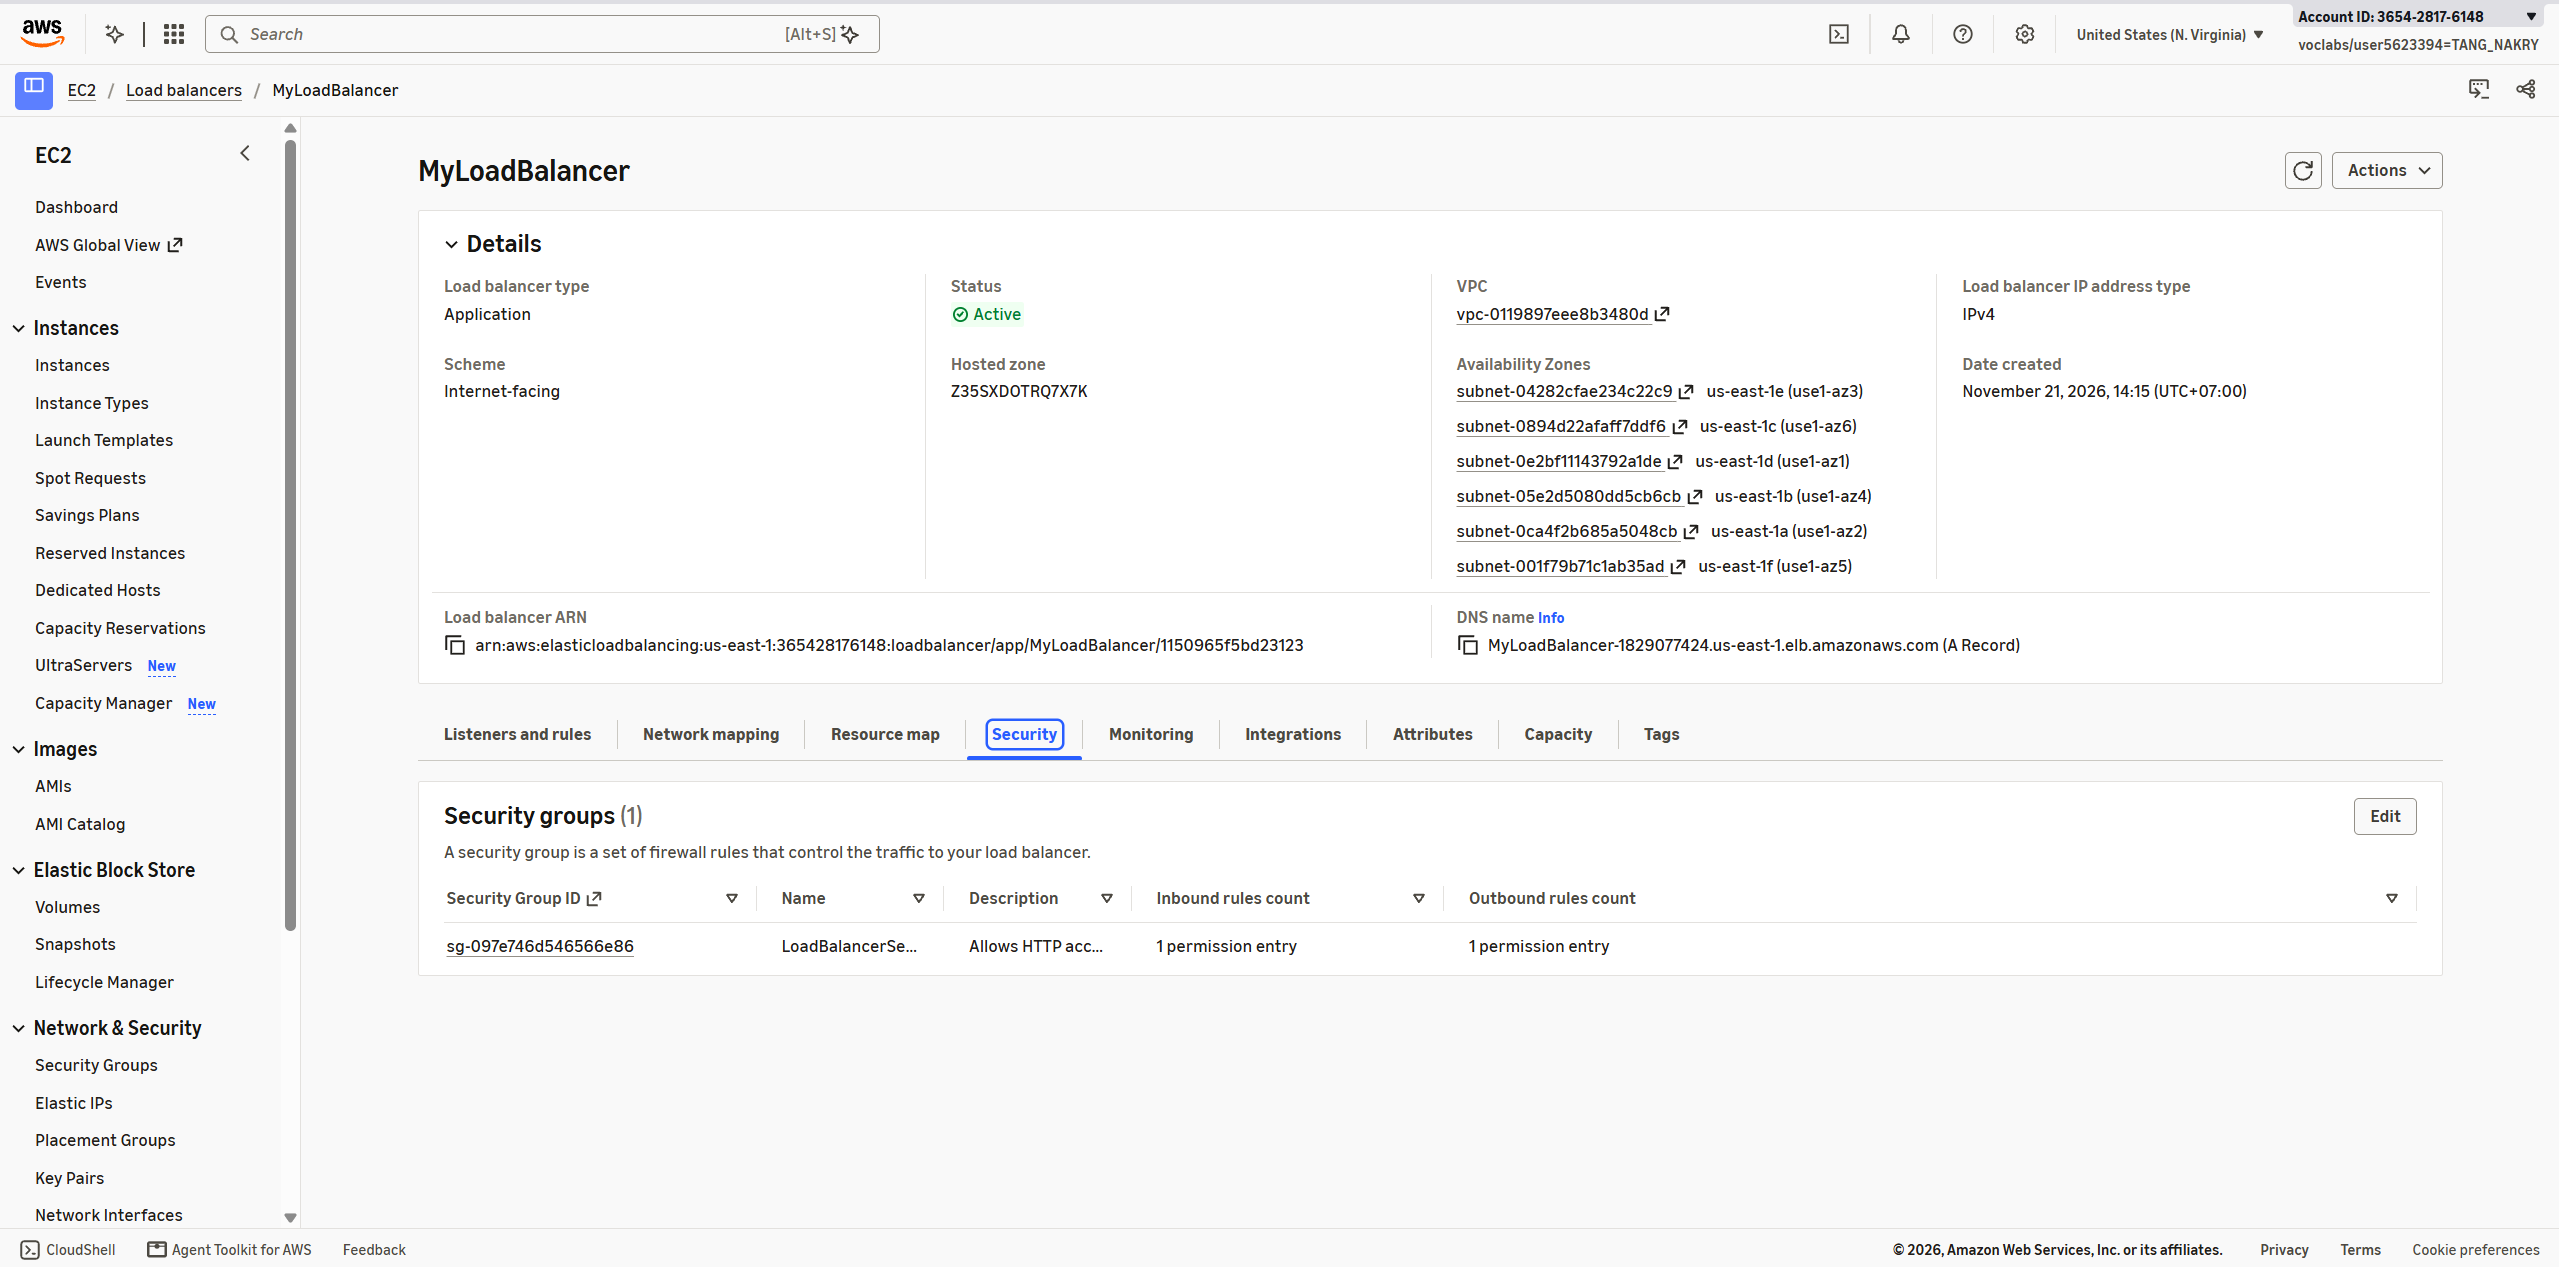 aws
Search [Alt+S]
United States (N. Virginia)
Account ID: 3654-2817-6148
voclabs/user5623394=TANG_NAKRY
EC2 / Load balancers / MyLoadBalancer
EC2
Dashboard
AWS Global View
Events
Instances
Instances
Instance Types
Launch Templates
Spot Requests
Savings Plans
Reserved Instances
Dedicated Hosts
Capacity Reservations
UltraServers New
Capacity Manager New
Images
AMIs
AMI Catalog
Elastic Block Store
Volumes
Snapshots
Lifecycle Manager
Network & Security
Security Groups
Elastic IPs
Placement Groups
Key Pairs
Network Interfaces
MyLoadBalancer
Actions
Details
Load balancer type
Application
Scheme
Internet-facing
Status
Active
Hosted zone
Z35SXDOTRQ7X7K
VPC
vpc-0119897eee8b3480d
Availability Zones
subnet-04282cfae234c22c9 us-east-1e (use1-az3)
subnet-0894d22afaff7ddf6 us-east-1c (use1-az6)
subnet-0e2bf11143792a1de us-east-1d (use1-az1)
subnet-05e2d5080dd5cb6cb us-east-1b (use1-az4)
subnet-0ca4f2b685a5048cb us-east-1a (use1-az2)
subnet-001f79b71c1ab35ad us-east-1f (use1-az5)
Load balancer IP address type
IPv4
Date created
November 21, 2026, 14:15 (UTC+07:00)
Load balancer ARN
arn:aws:elasticloadbalancing:us-east-1:365428176148:loadbalancer/app/MyLoadBalancer/1150965f5bd23123
DNS name Info
MyLoadBalancer-1829077424.us-east-1.elb.amazonaws.com (A Record)
Listeners and rules Network mapping Resource map Security Monitoring Integrations Attributes Capacity Tags
Security groups (1)
Edit
A security group is a set of firewall rules that control the traffic to your load balancer.
Security Group ID Name Description Inbound rules count Outbound rules count
sg-097e746d546566e86 LoadBalancerSe... Allows HTTP acc... 1 permission entry 1 permission entry
CloudShell Agent Toolkit for AWS Feedback
© 2026, Amazon Web Services, Inc. or its affiliates. Privacy Terms Cookie preferences